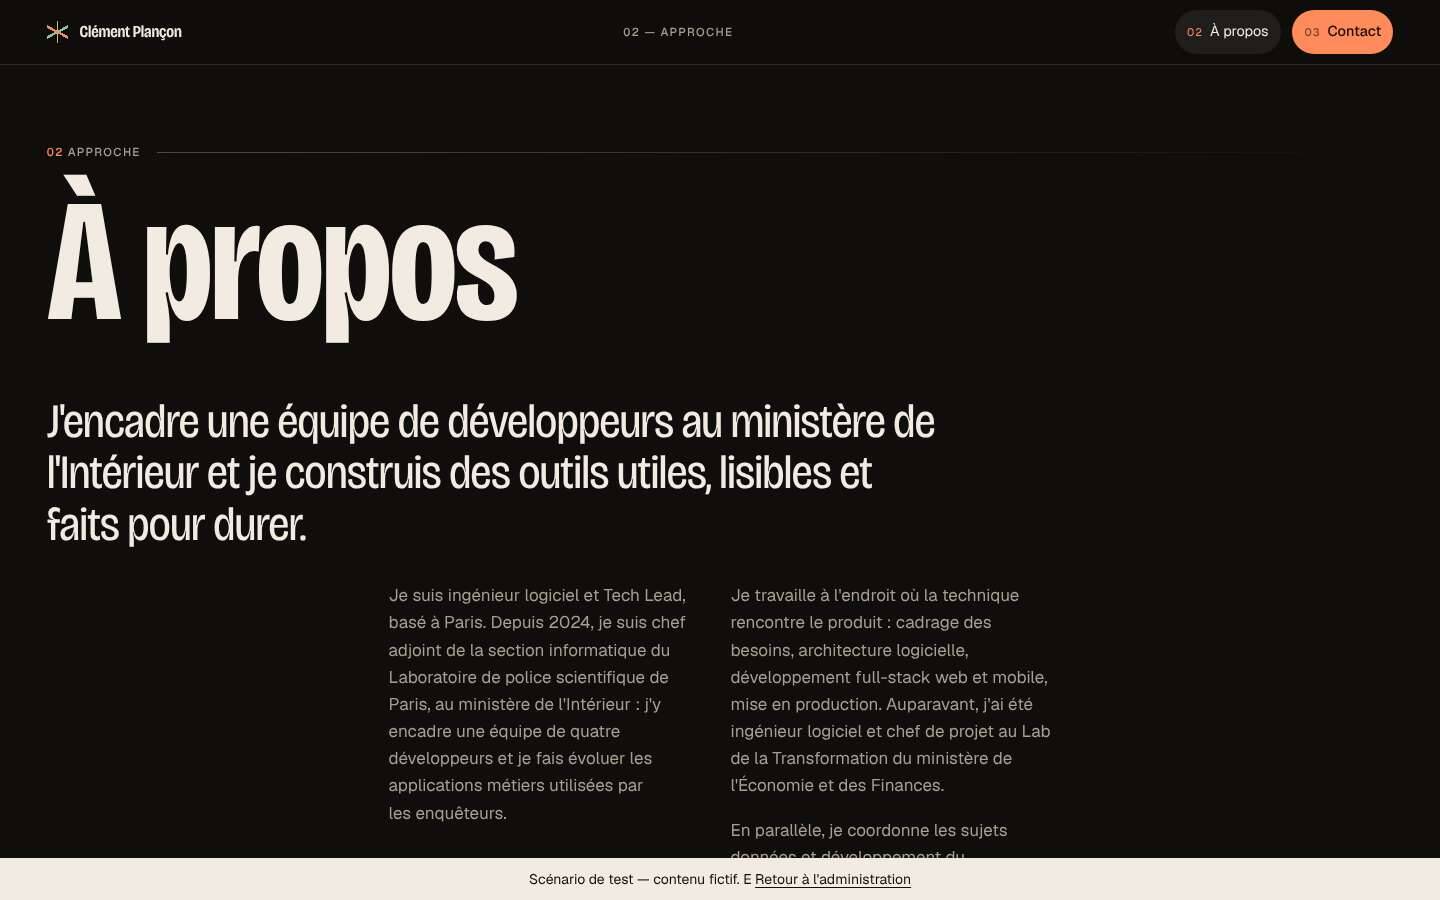 Clément Plançon
02 — APPROCHE
02 À propos
03 Contact
02 APPROCHE
À propos
J'encadre une équipe de développeurs au ministère de
l'Intérieur et je construis des outils utiles, lisibles et
faits pour durer.
Je suis ingénieur logiciel et Tech Lead,
basé à Paris. Depuis 2024, je suis chef
adjoint de la section informatique du
Laboratoire de police scientifique de
Paris, au ministère de l'Intérieur : j'y
encadre une équipe de quatre
développeurs et je fais évoluer les
applications métiers utilisées par
les enquêteurs.
Je travaille à l'endroit où la technique
rencontre le produit : cadrage des
besoins, architecture logicielle,
développement full-stack web et mobile,
mise en production. Auparavant, j'ai été
ingénieur logiciel et chef de projet au Lab
de la Transformation du ministère de
l'Économie et des Finances.
En parallèle, je coordonne les sujets
données et développement du
Scénario de test — contenu fictif. E Retour à l'administration